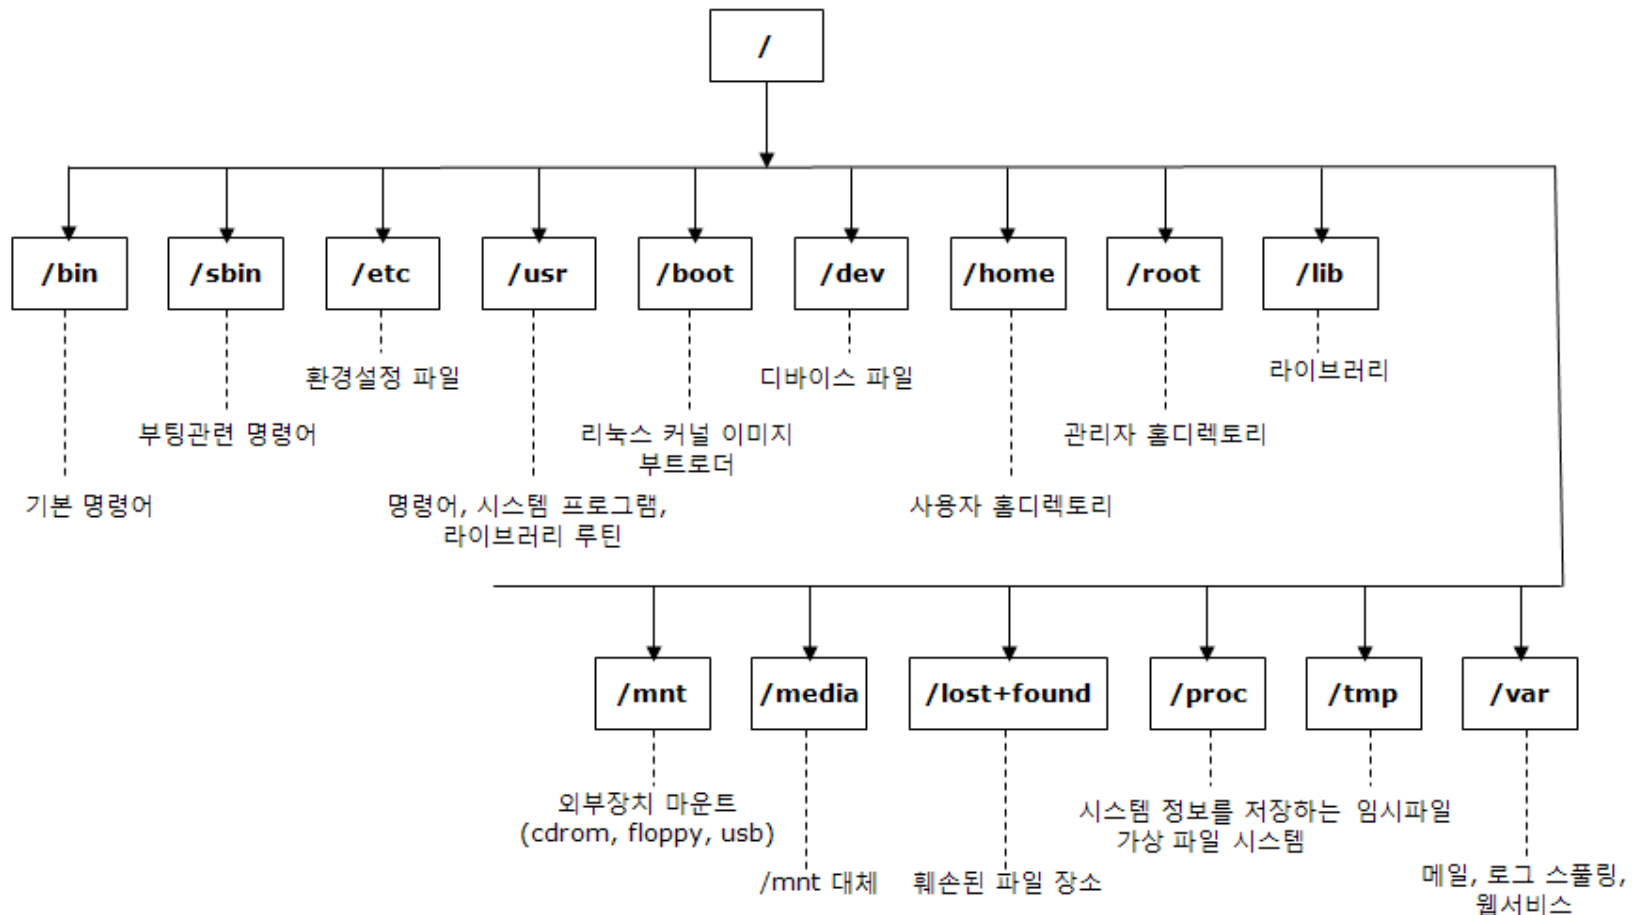 /
/bin
/sbin
/etc
/usr
/boot
/dev
/home
/root
/lib
환경설정 파일
디바이스 파일
라이브러리
부팅관련 명령어
리눅스 커널 이미지
부트로더
관리자 홈디렉토리
기본 명령어
명령어, 시스템 프로그램,
라이브러리 루틴
사용자 홈디렉토리
/mnt
/media
/lost+found
/proc
/tmp
/var
외부장치 마운트
(cdrom, floppy, usb)
시스템 정보를 저장하는
가상 파일 시스템
임시파일
/mnt 대체
훼손된 파일 장소
메일, 로그 스풀링,
웹서비스